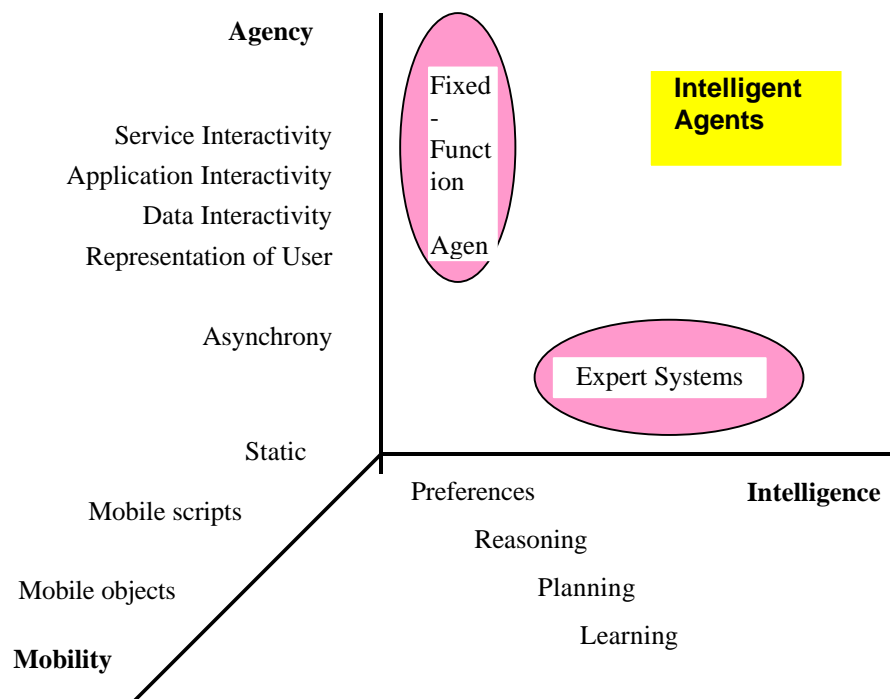 Agency
Fixed
-
Funct
ion
Agen
Intelligent
Agents
Service Interactivity
Application Interactivity
Data Interactivity
Representation of User
Asynchrony
Expert Systems
Static
Mobile scripts
Mobile objects
Mobility
Preferences
Intelligence
Reasoning
Planning
Learning